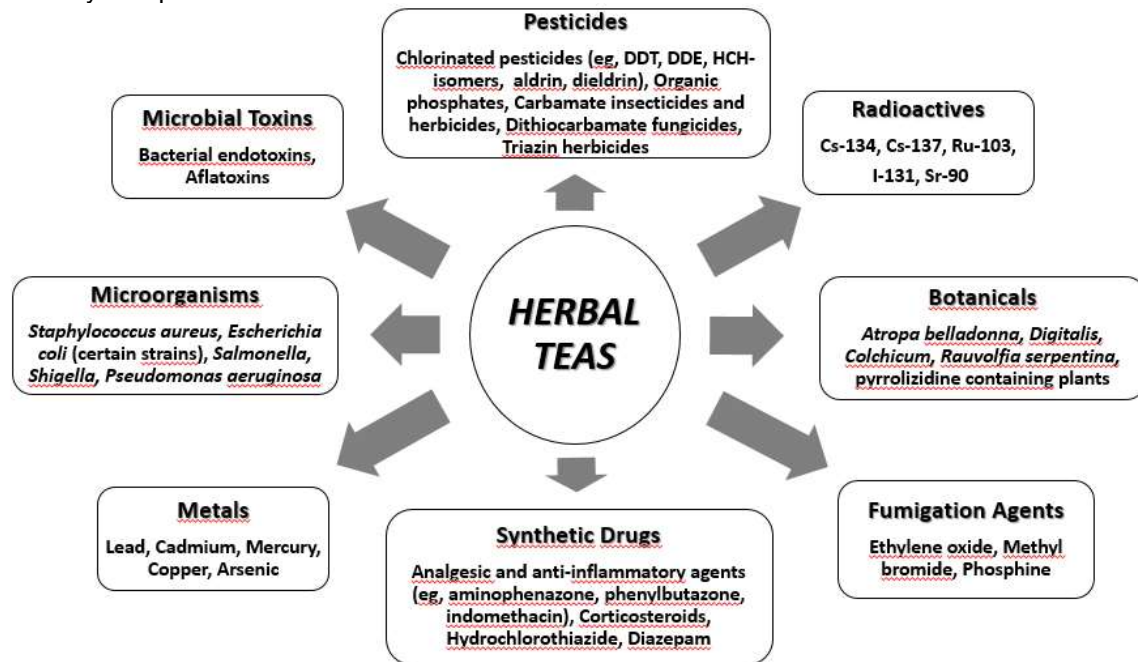 Pesticides
Chlorinated pesticides (eg, DDT, DDE, HCH-
isomers, aldrin, dieldrin), Organic
phosphates, Carbamate insecticides and
herbicides, Dithiocarbamate fungicides,
Triazin herbicides
Microbial Toxins
Bacterial endotoxins,
Aflatoxins
Radioactives
Cs-134, Cs-137, Ru-103,
I-131, Sr-90
Microorganisms
Staphylococcus aureus, Escherichia
coli (certain strains), Salmonella,
Shigella, Pseudomonas aeruginosa
HERBAL
TEAS
Botanicals
Atropa belladonna, Digitalis,
Colchicum, Rauvolfia serpentina,
pyrrolizidine containing plants
Metals
Lead, Cadmium, Mercury,
Copper, Arsenic
Synthetic Drugs
Analgesic and anti-inflammatory agents
(eg, aminophenazone, phenylbutazone,
indomethacin), Corticosteroids,
Hydrochlorothiazide, Diazepam
Fumigation Agents
Ethylene oxide, Methyl
bromide, Phosphine